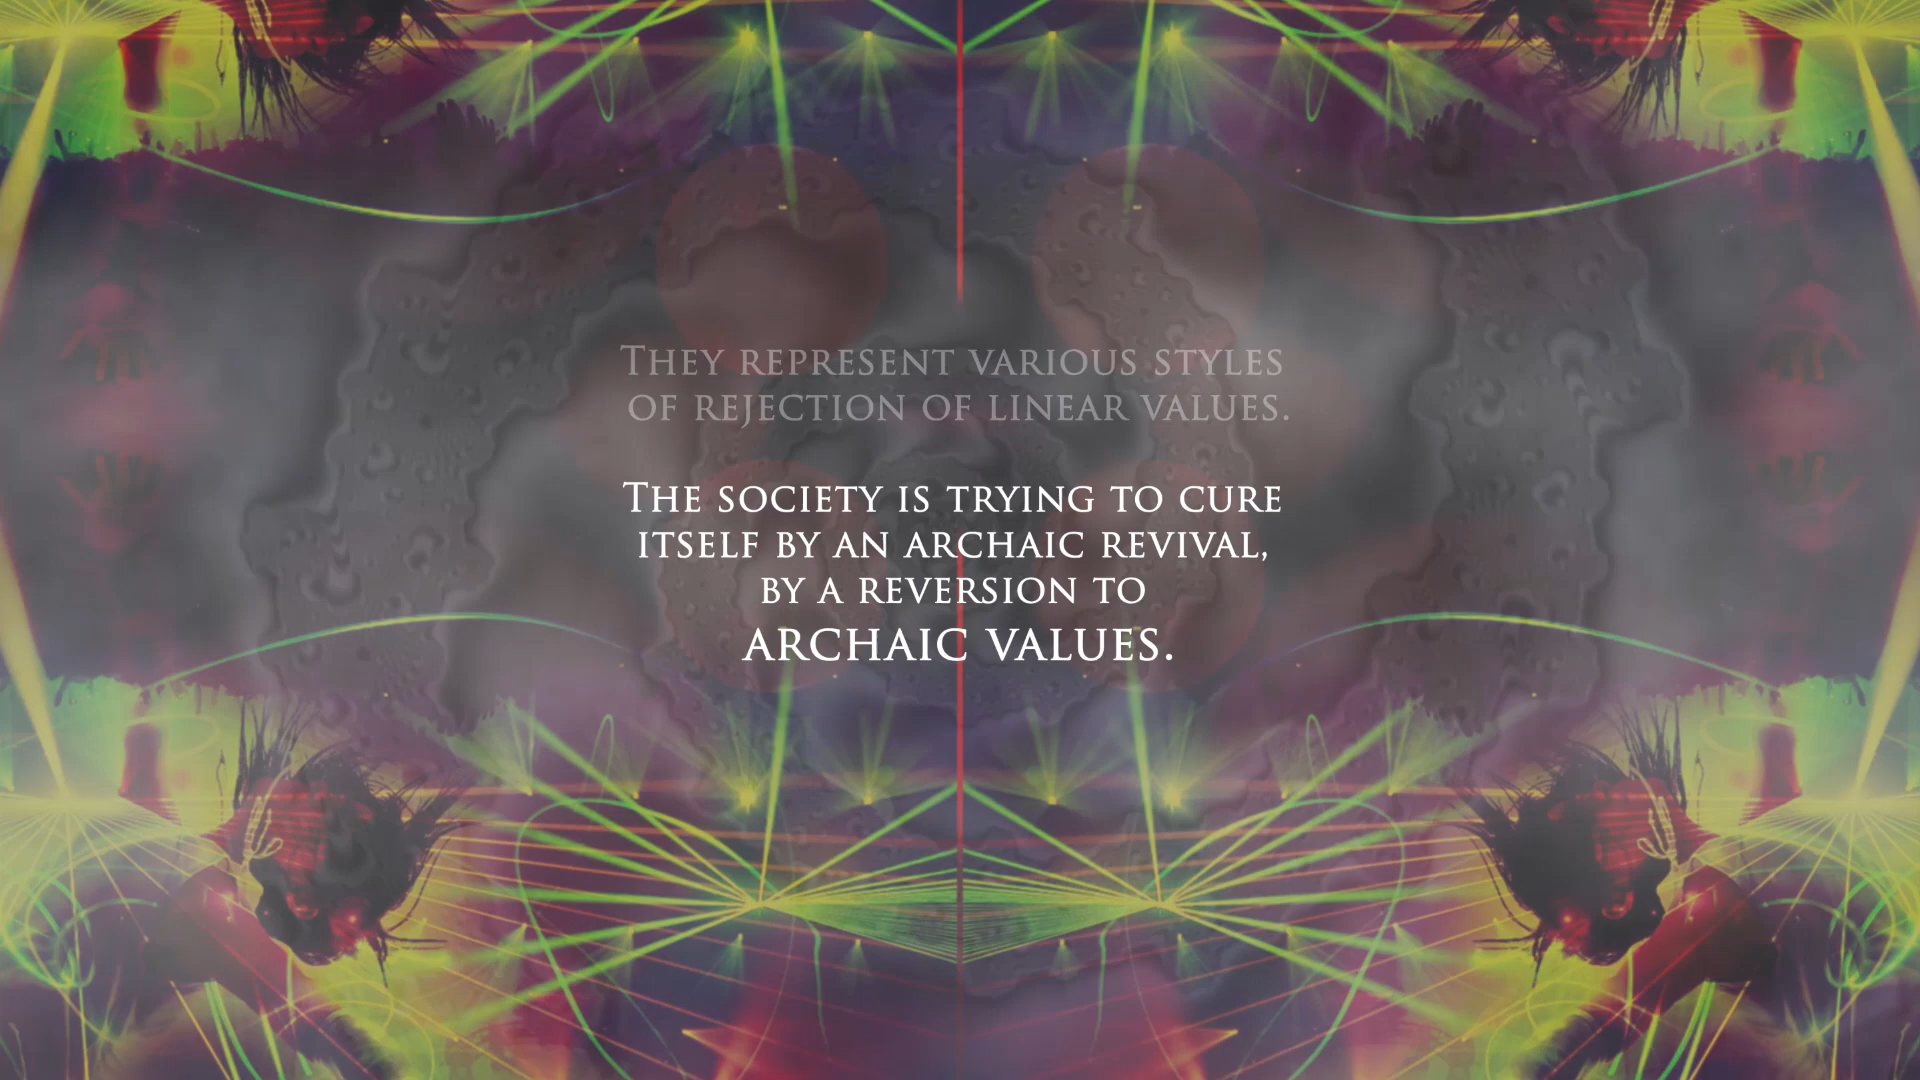 They represent various styles
of rejection of linear values.
The society is trying to cure
itself by an archaic revival,
by a reversion to
archaic values.